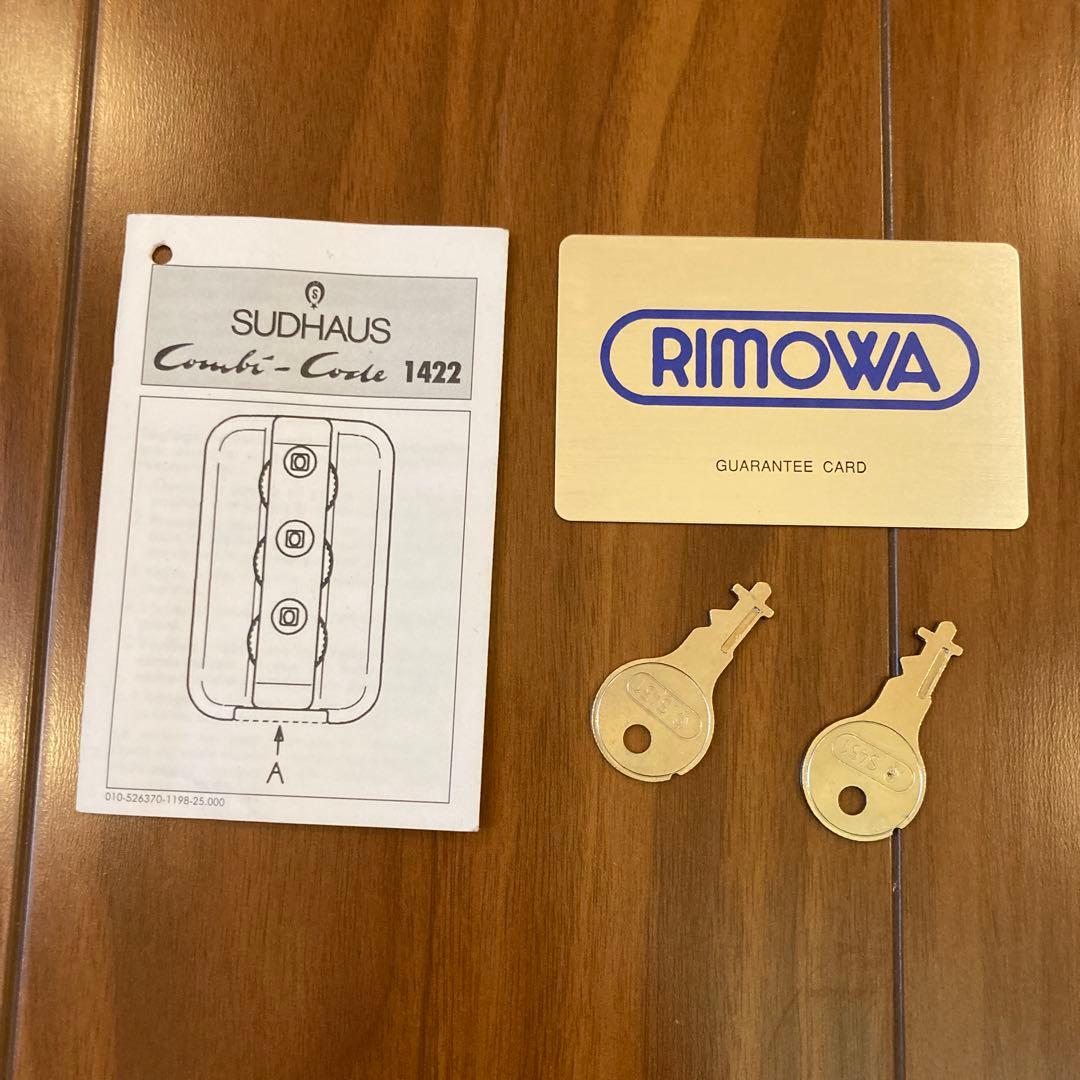 S
SUDHAUS
Combi-Code 1422
A
010-526370-1198-25.000
RIMOWA
GUARANTEE CARD